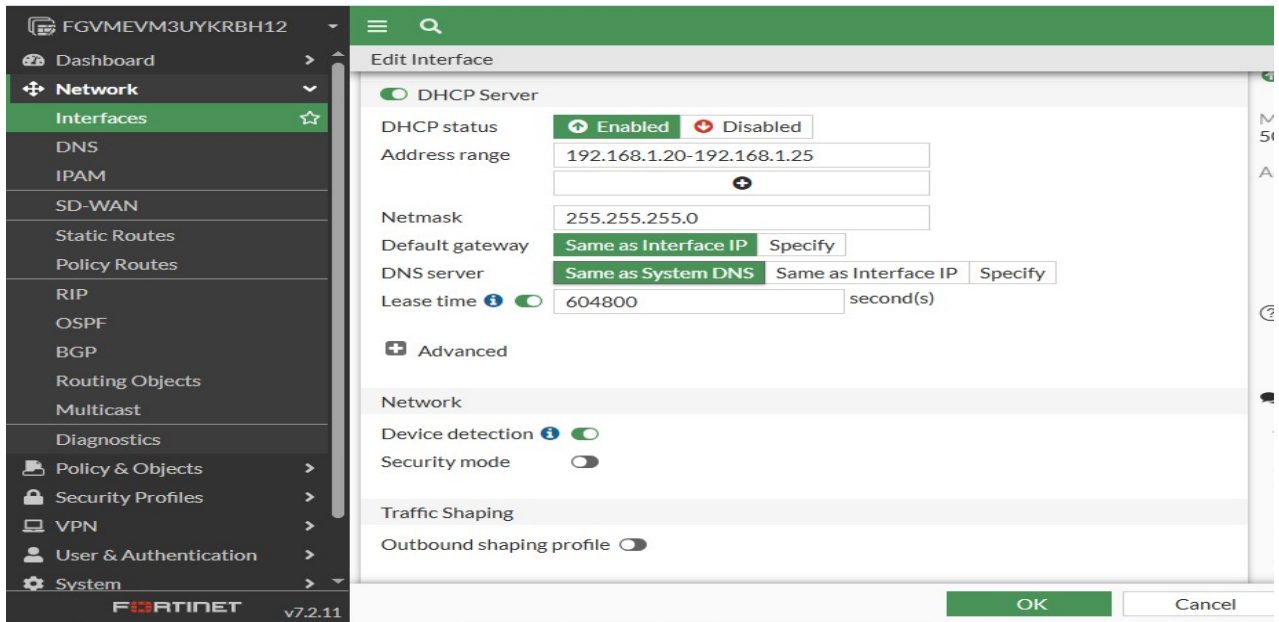 FGVMEVM3UYKRBH12
Dashboard
Network
Interfaces
DNS
IPAM
SD-WAN
Static Routes
Policy Routes
RIP
OSPF
BGP
Routing Objects
Multicast
Diagnostics
Policy & Objects
Security Profiles
VPN
User & Authentication
System
FORTINET v7.2.11
Edit Interface
DHCP Server
DHCP status Enabled Disabled
Address range 192.168.1.20-192.168.1.25
Netmask 255.255.255.0
Default gateway Same as Interface IP Specify
DNS server Same as System DNS Same as Interface IP Specify
Lease time 604800 second(s)
Advanced
Network
Device detection
Security mode
Traffic Shaping
Outbound shaping profile
OK Cancel